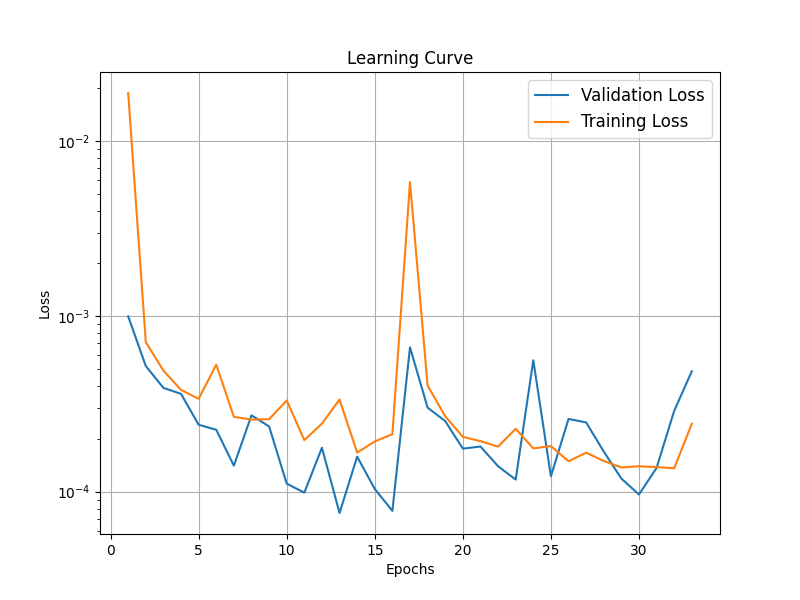 Learning Curve
Validation Loss
Training Loss
Loss
10⁻²
10⁻³
10⁻⁴
0 5 10 15 20 25 30
Epochs